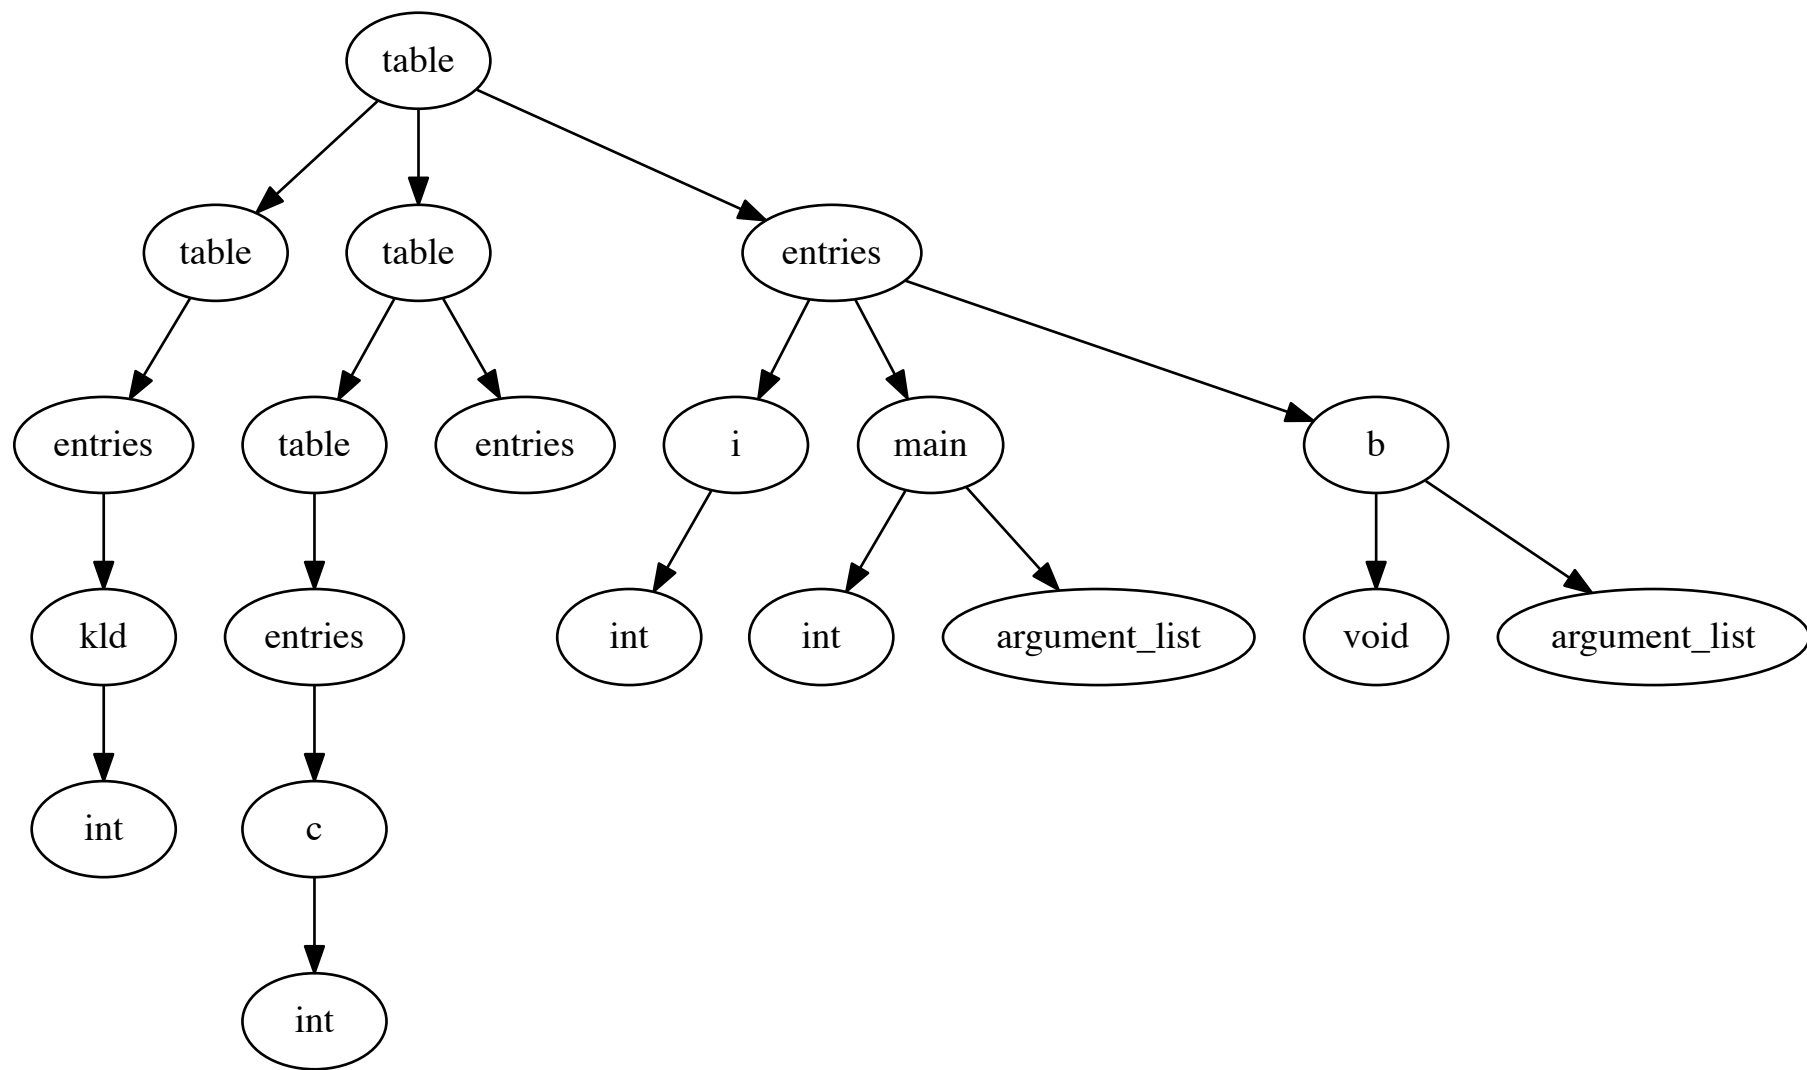 table
table
table
entries
entries
table
entries
i
main
b
kld
entries
int
int
argument_list
void
argument_list
int
c
int